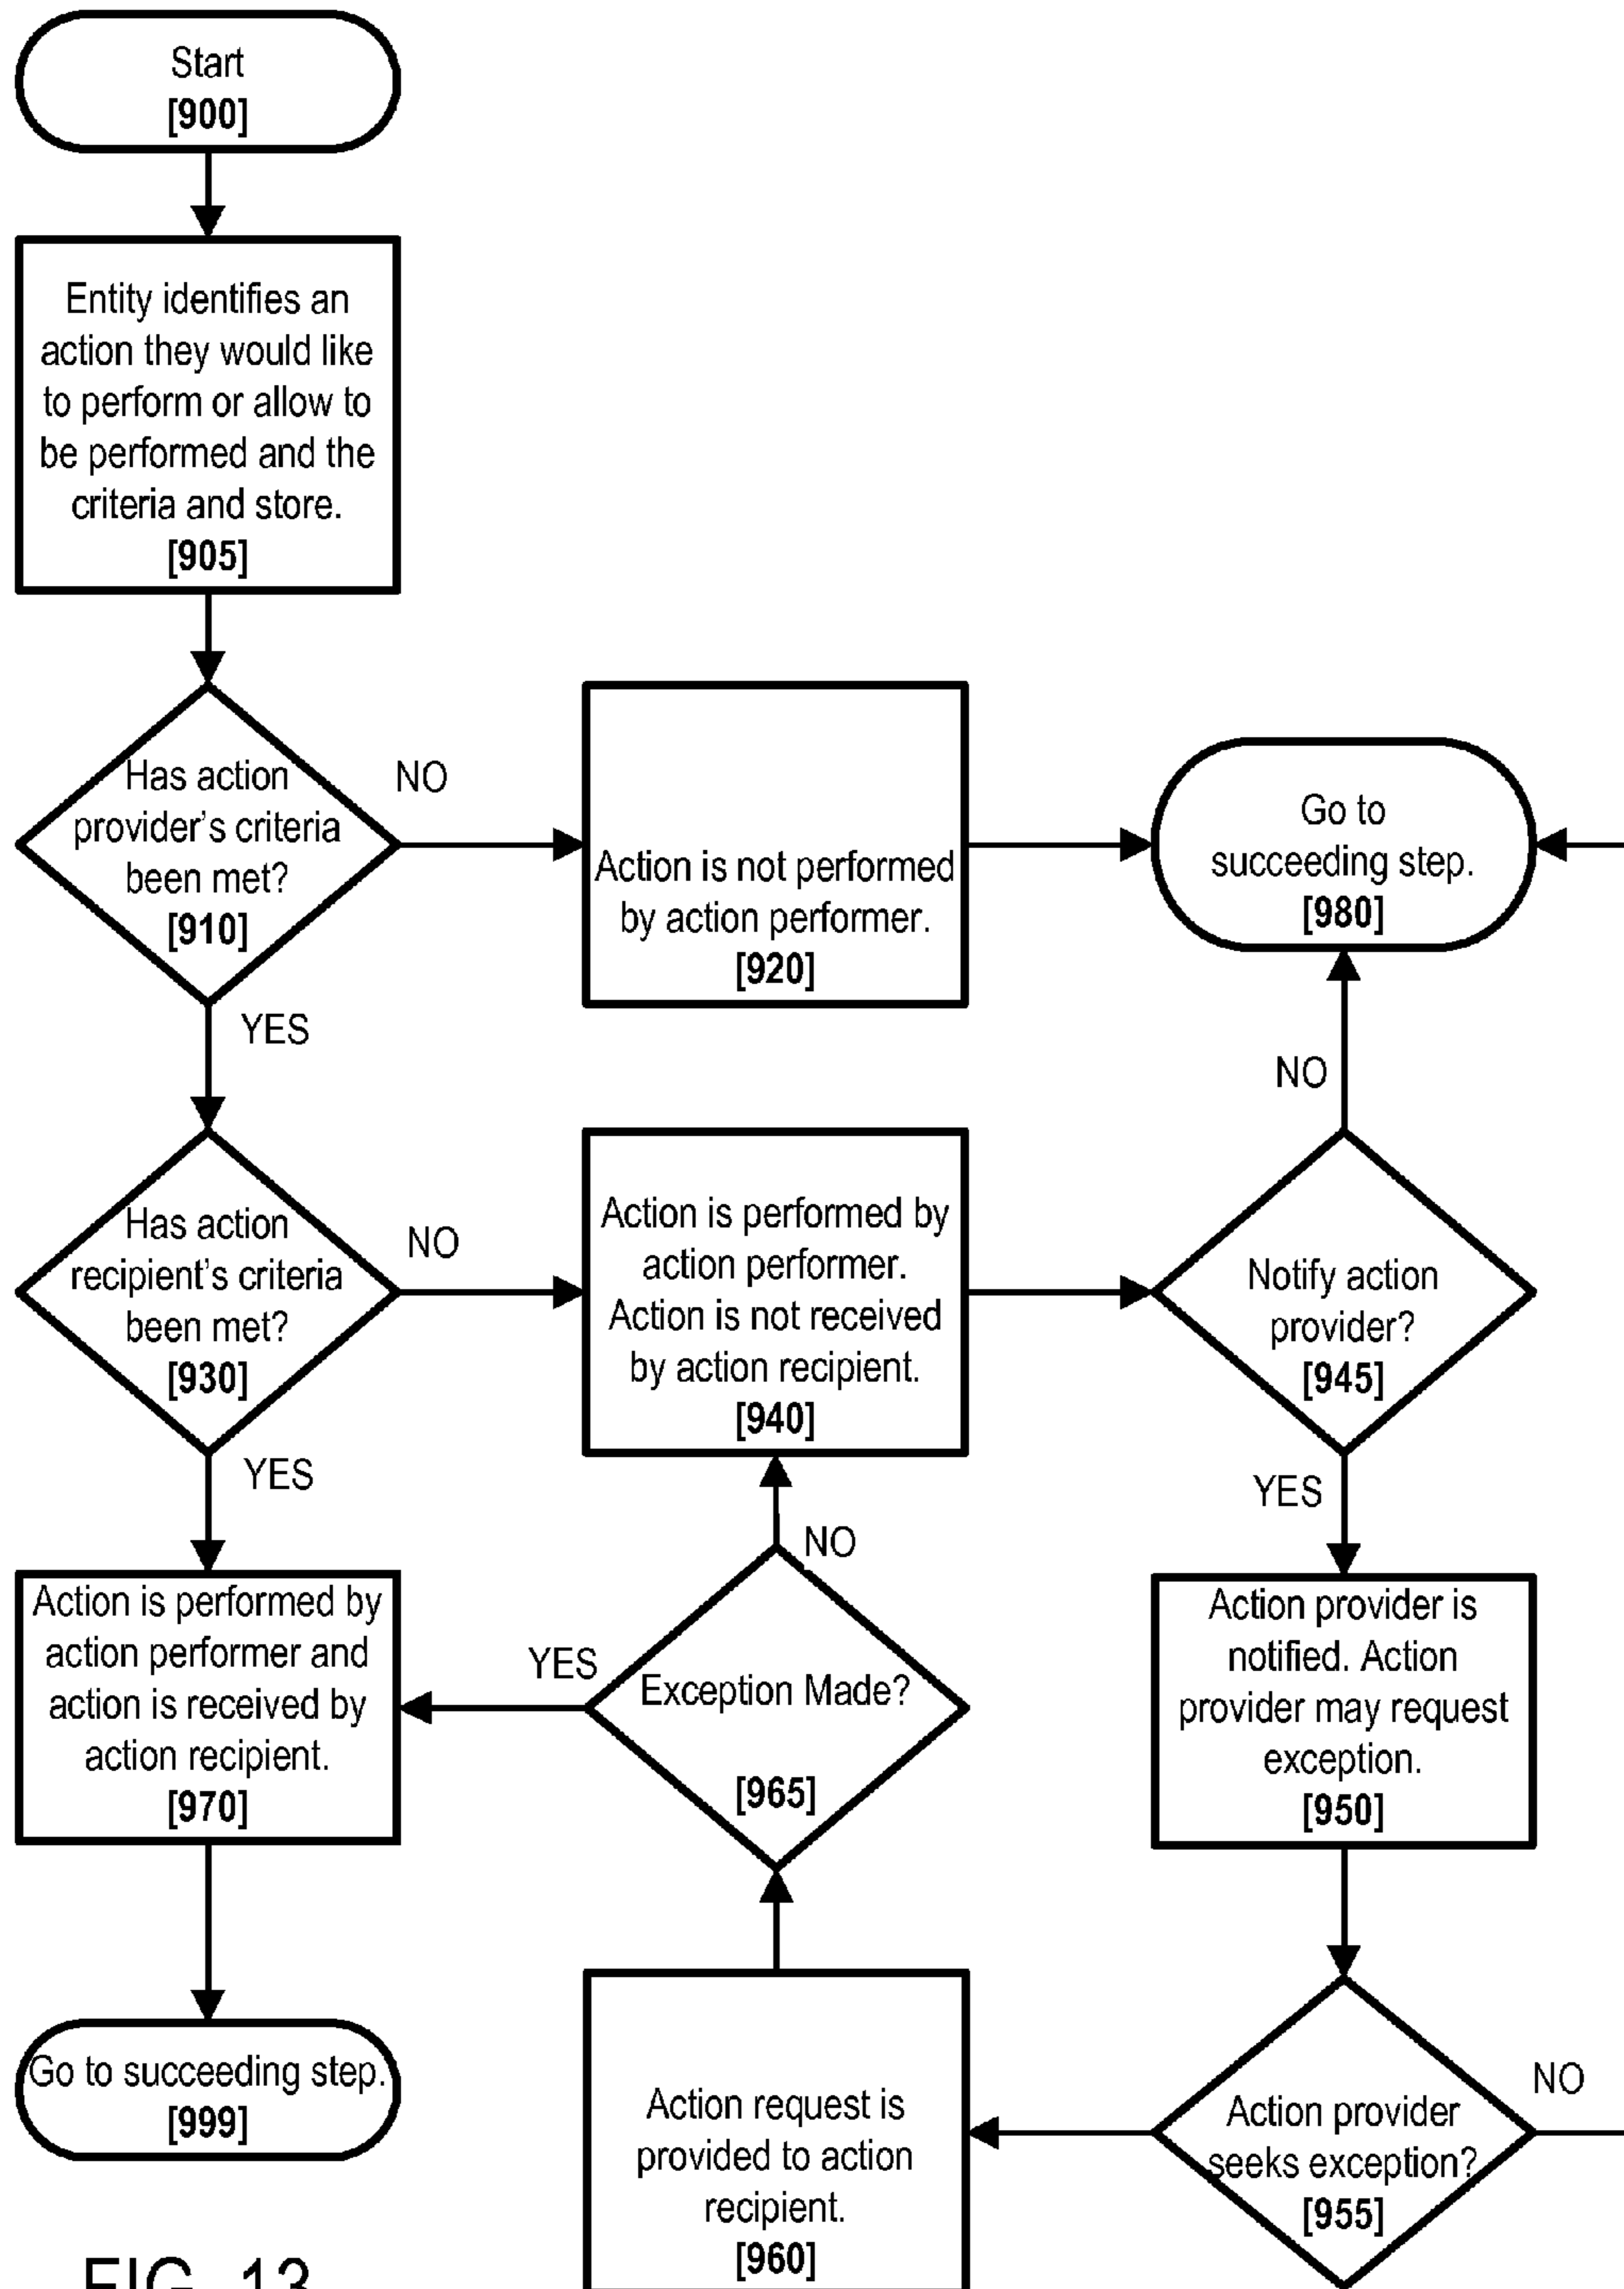 Start
[900]
Entity identifies an
action they would like
to perform or allow to
be performed and the
criteria and store.
[905]
Has action
provider's criteria
been met?
[910]
NO
YES
Action is not performed
by action performer.
[920]
Go to
succeeding step.
[980]
Has action
recipient's criteria
been met?
[930]
NO
YES
Action is performed by
action performer.
Action is not received
by action recipient.
[940]
Notify action
provider?
[945]
NO
YES
Action is performed by
action performer and
action is received by
action recipient.
[970]
Exception Made?
[965]
YES
NO
Action provider is
notified. Action
provider may request
exception.
[950]
Go to succeeding step.
[999]
Action request is
provided to action
recipient.
[960]
Action provider
seeks exception?
[955]
NO
FIG. 13